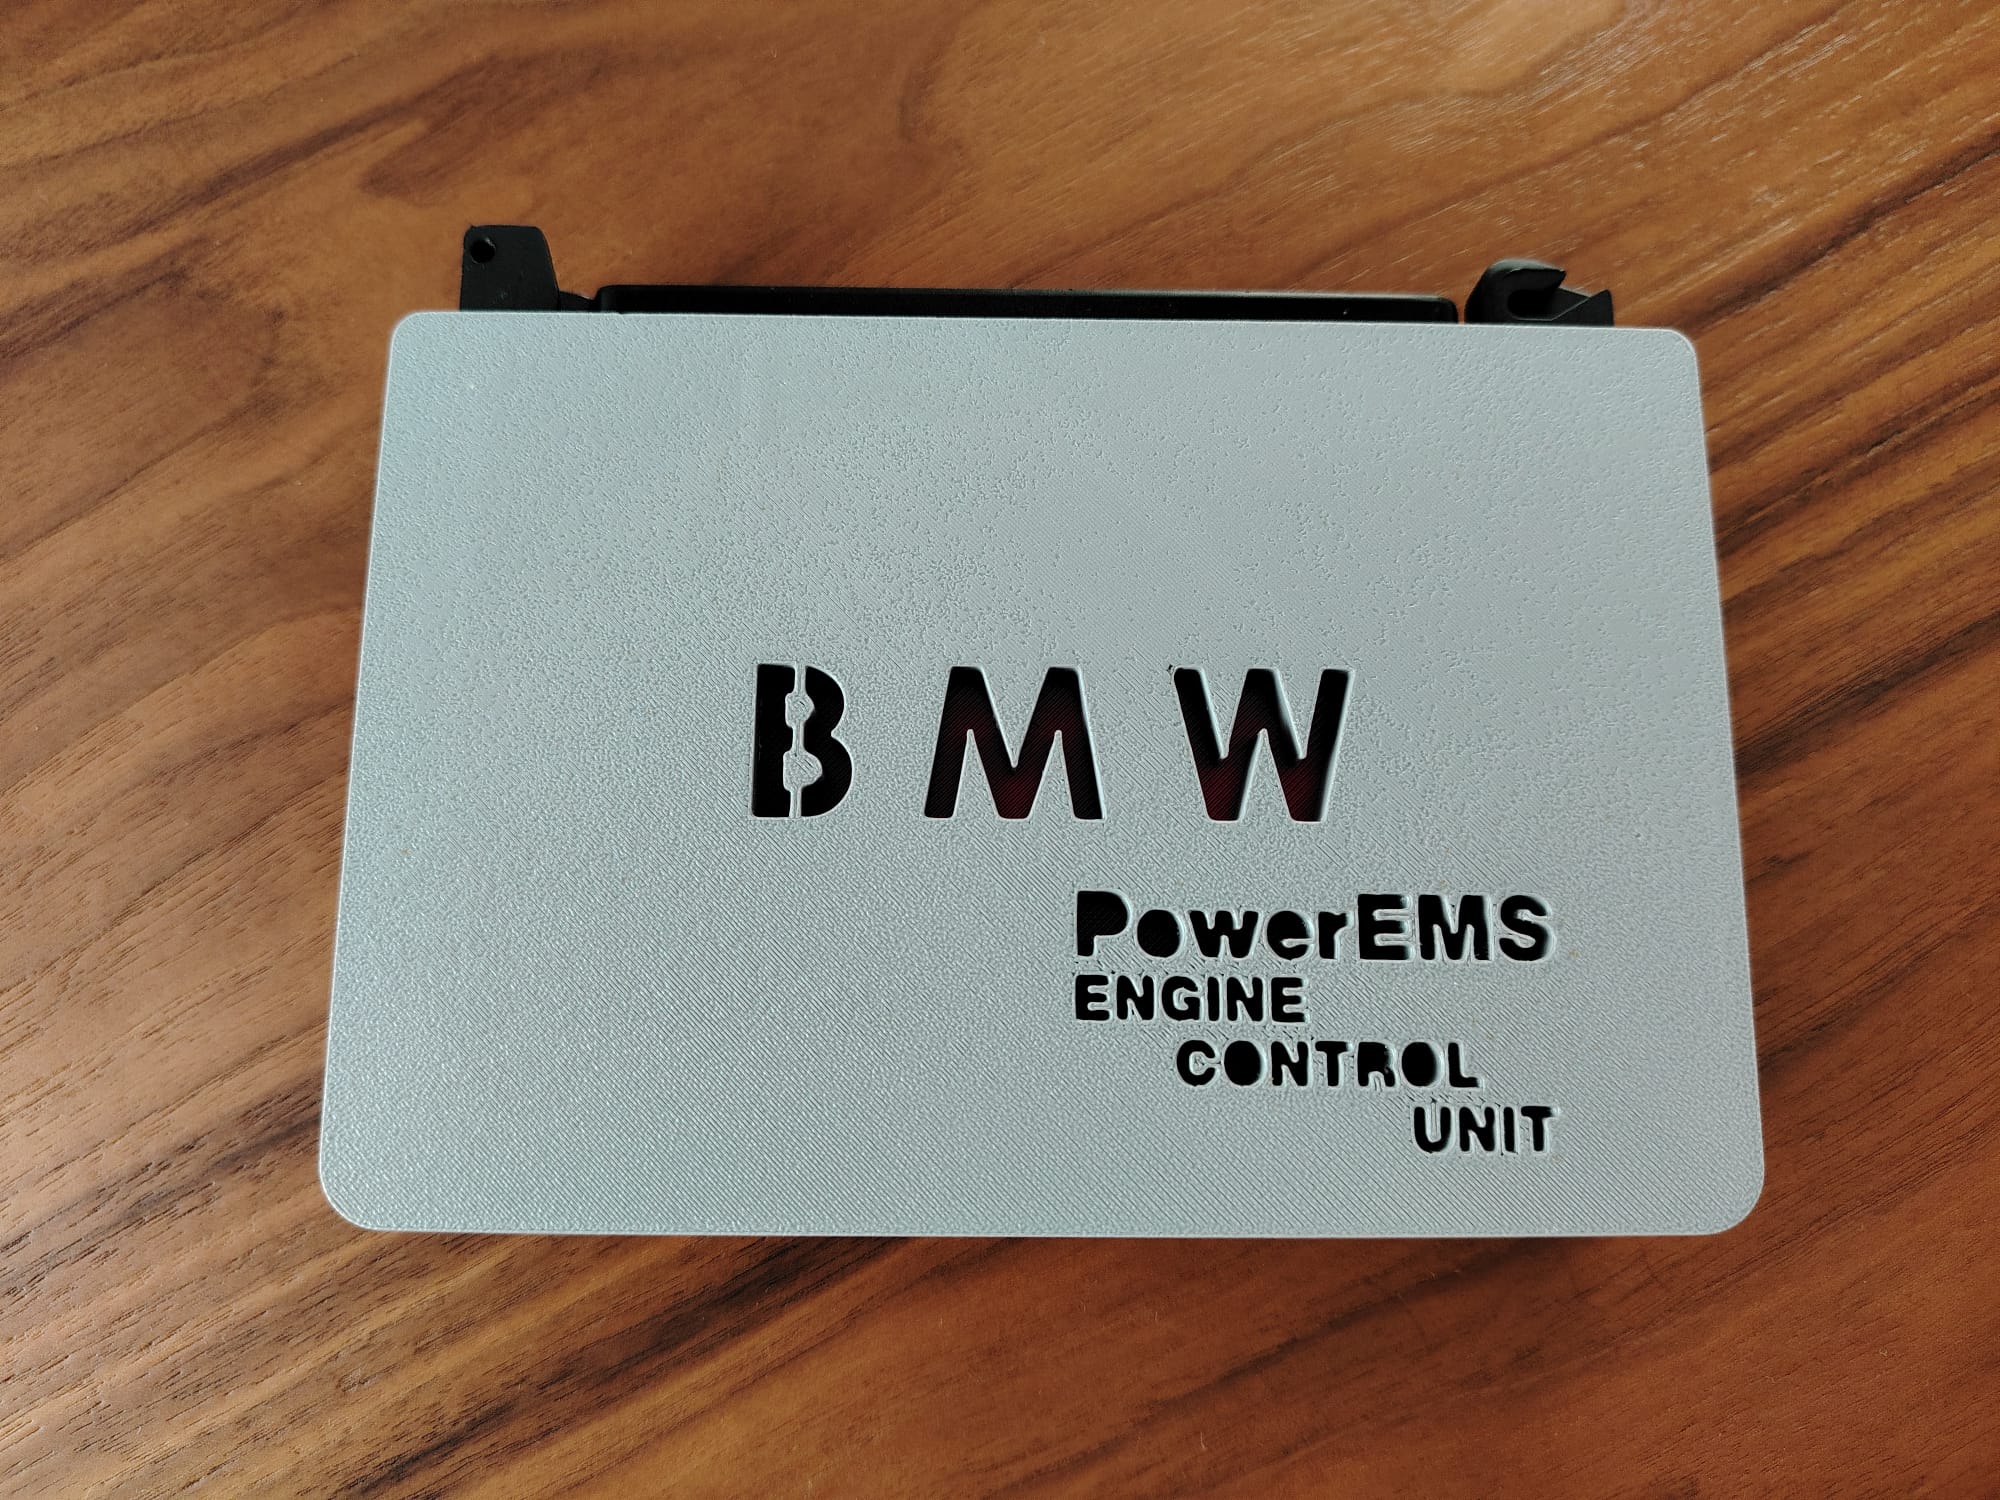 BMW
PowerEMS
ENGINE
CONTROL
UNIT